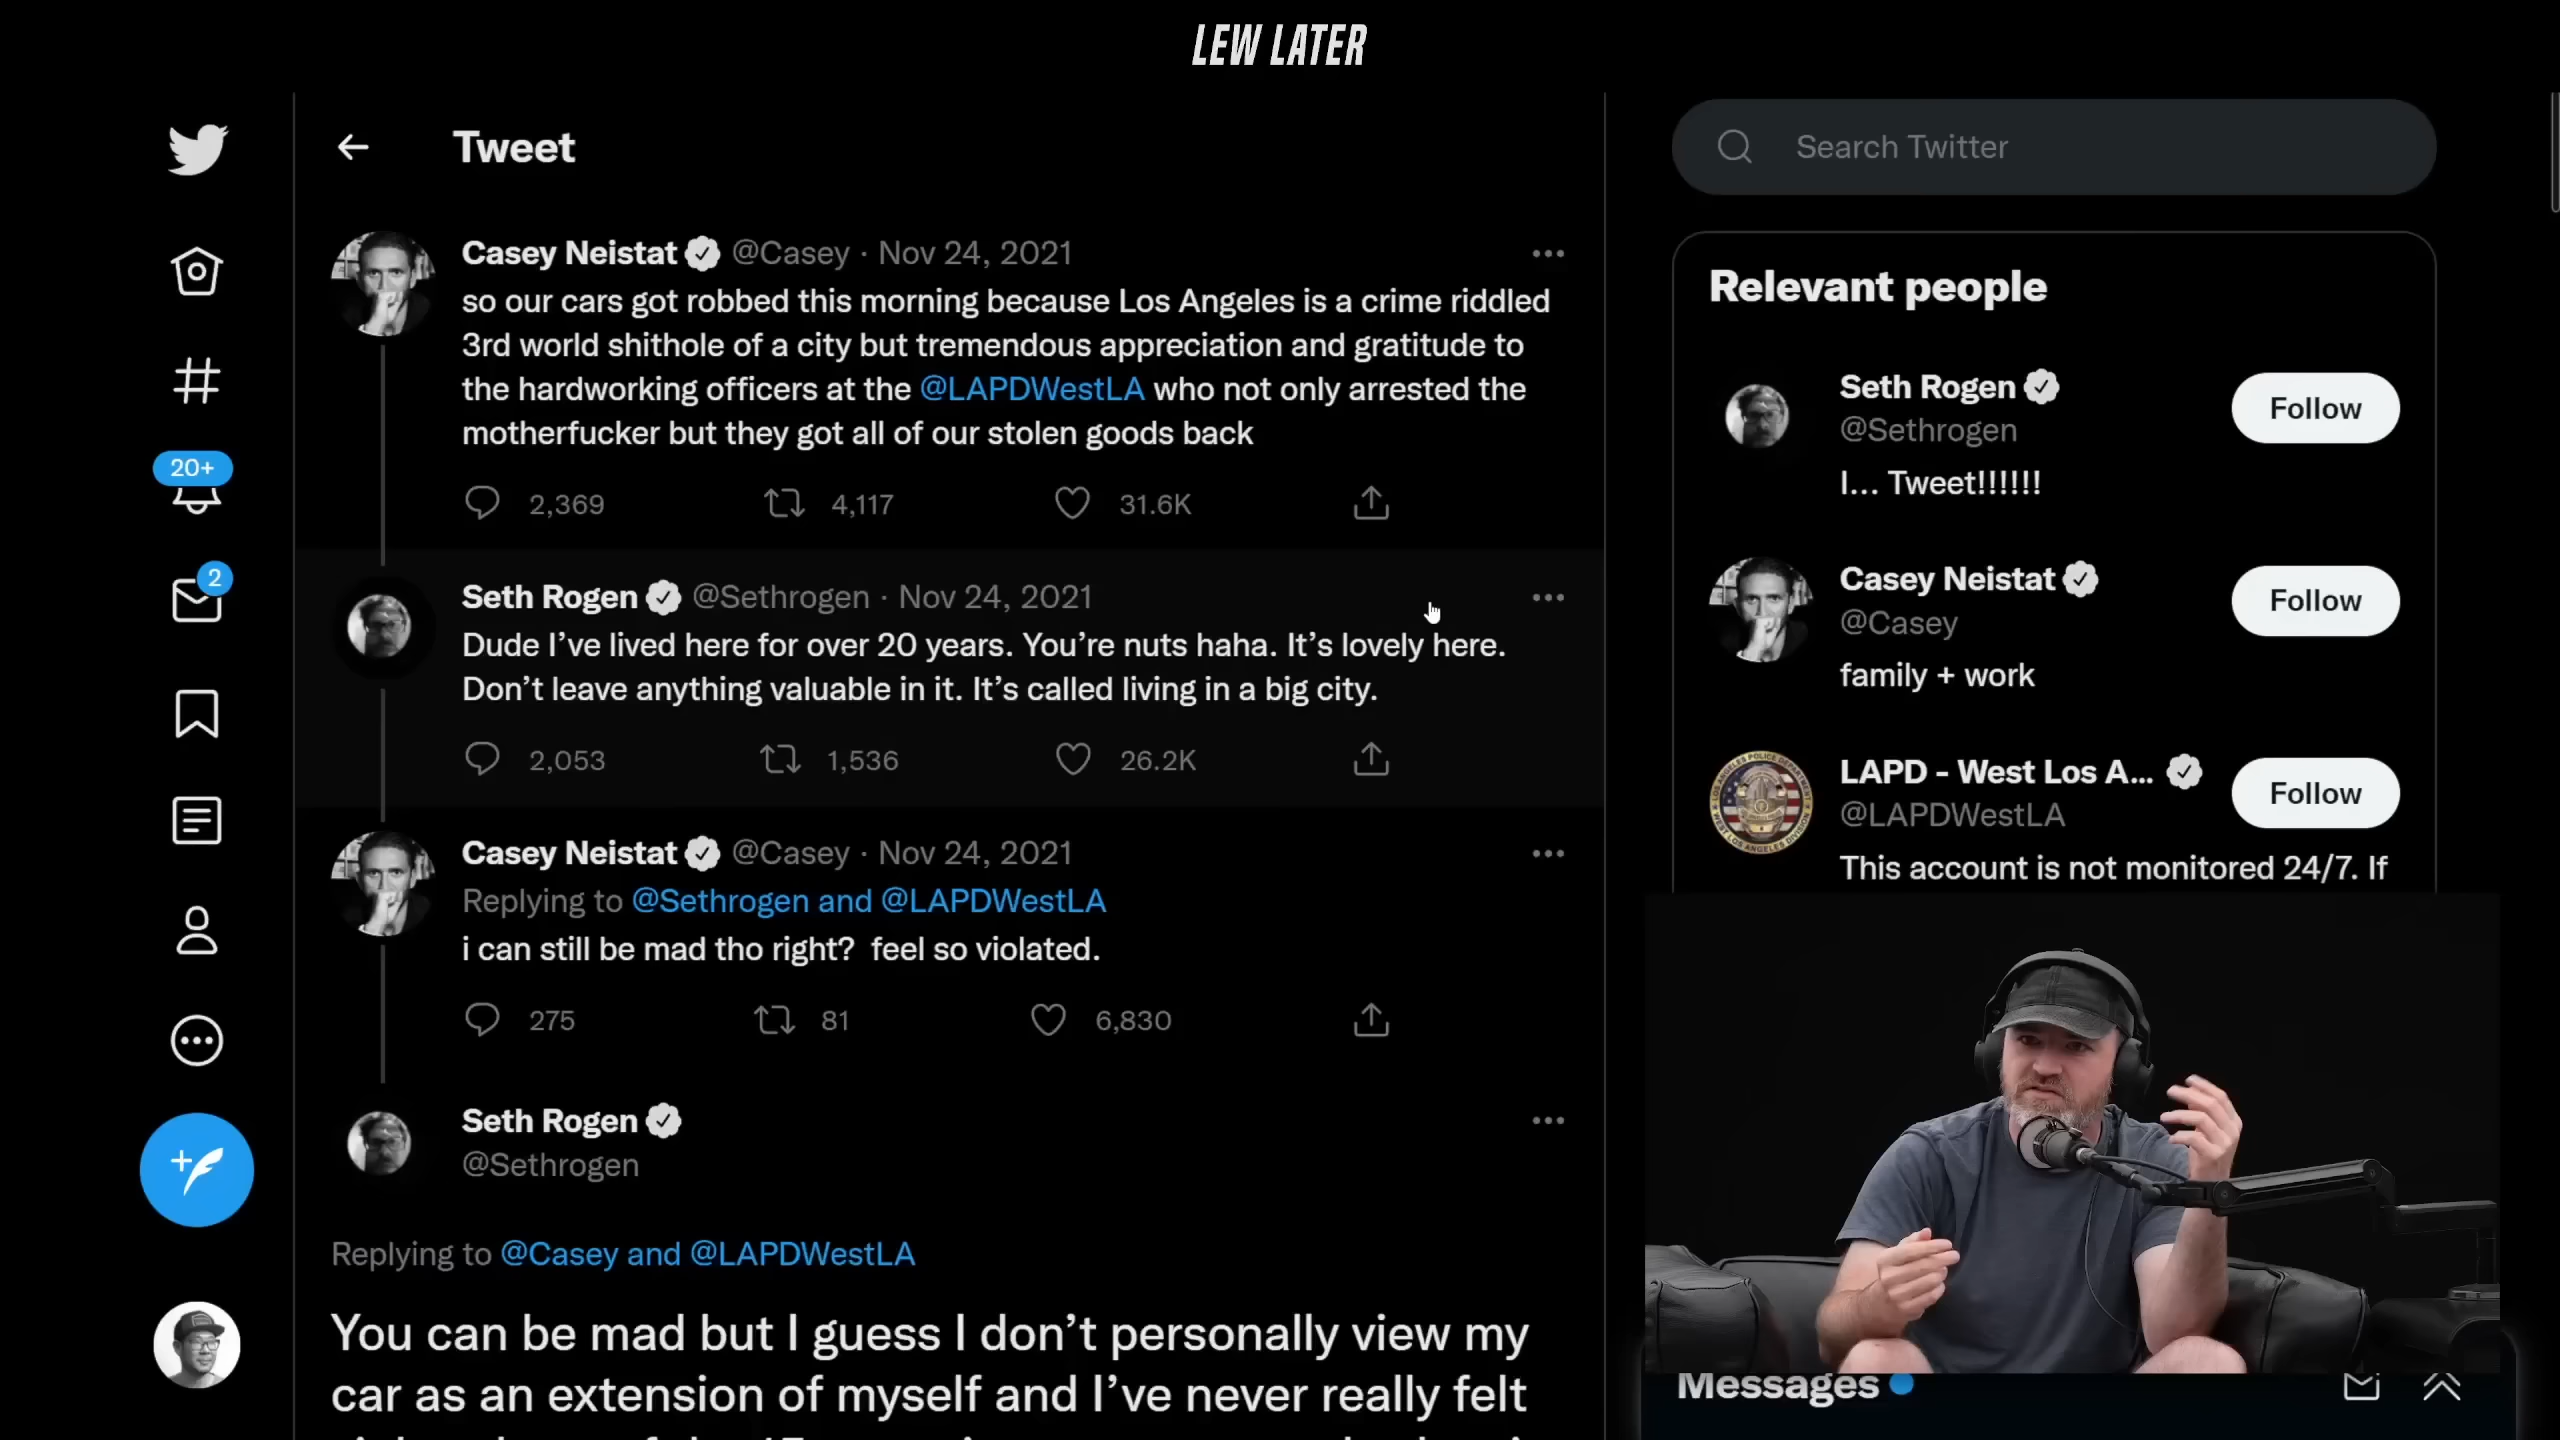 LEW LATER
Tweet
Search Twitter
Casey Neistat @Casey · Nov 24, 2021
so our cars got robbed this morning because Los Angeles is a crime riddled
3rd world shithole of a city but tremendous appreciation and gratitude to
the hardworking officers at the @LAPDWestLA who not only arrested the
motherfucker but they got all of our stolen goods back
2,369 4,117 31.6K
20+
Seth Rogen @Sethrogen · Nov 24, 2021
Dude I’ve lived here for over 20 years. You’re nuts haha. It’s lovely here.
Don’t leave anything valuable in it. It’s called living in a big city.
2,053 1,536 26.2K
2
Casey Neistat @Casey · Nov 24, 2021
Replying to @Sethrogen and @LAPDWestLA
i can still be mad tho right?  feel so violated.
275 81 6,830
Seth Rogen
@Sethrogen
Replying to @Casey and @LAPDWestLA
You can be mad but I guess I don’t personally view my
car as an extension of myself and I’ve never really felt
Relevant people
Seth Rogen
@Sethrogen
Follow
I... Tweet!!!!!!
Casey Neistat
@Casey
Follow
family + work
LAPD - West Los A...
@LAPDWestLA
Follow
This account is not monitored 24/7. If
Messages